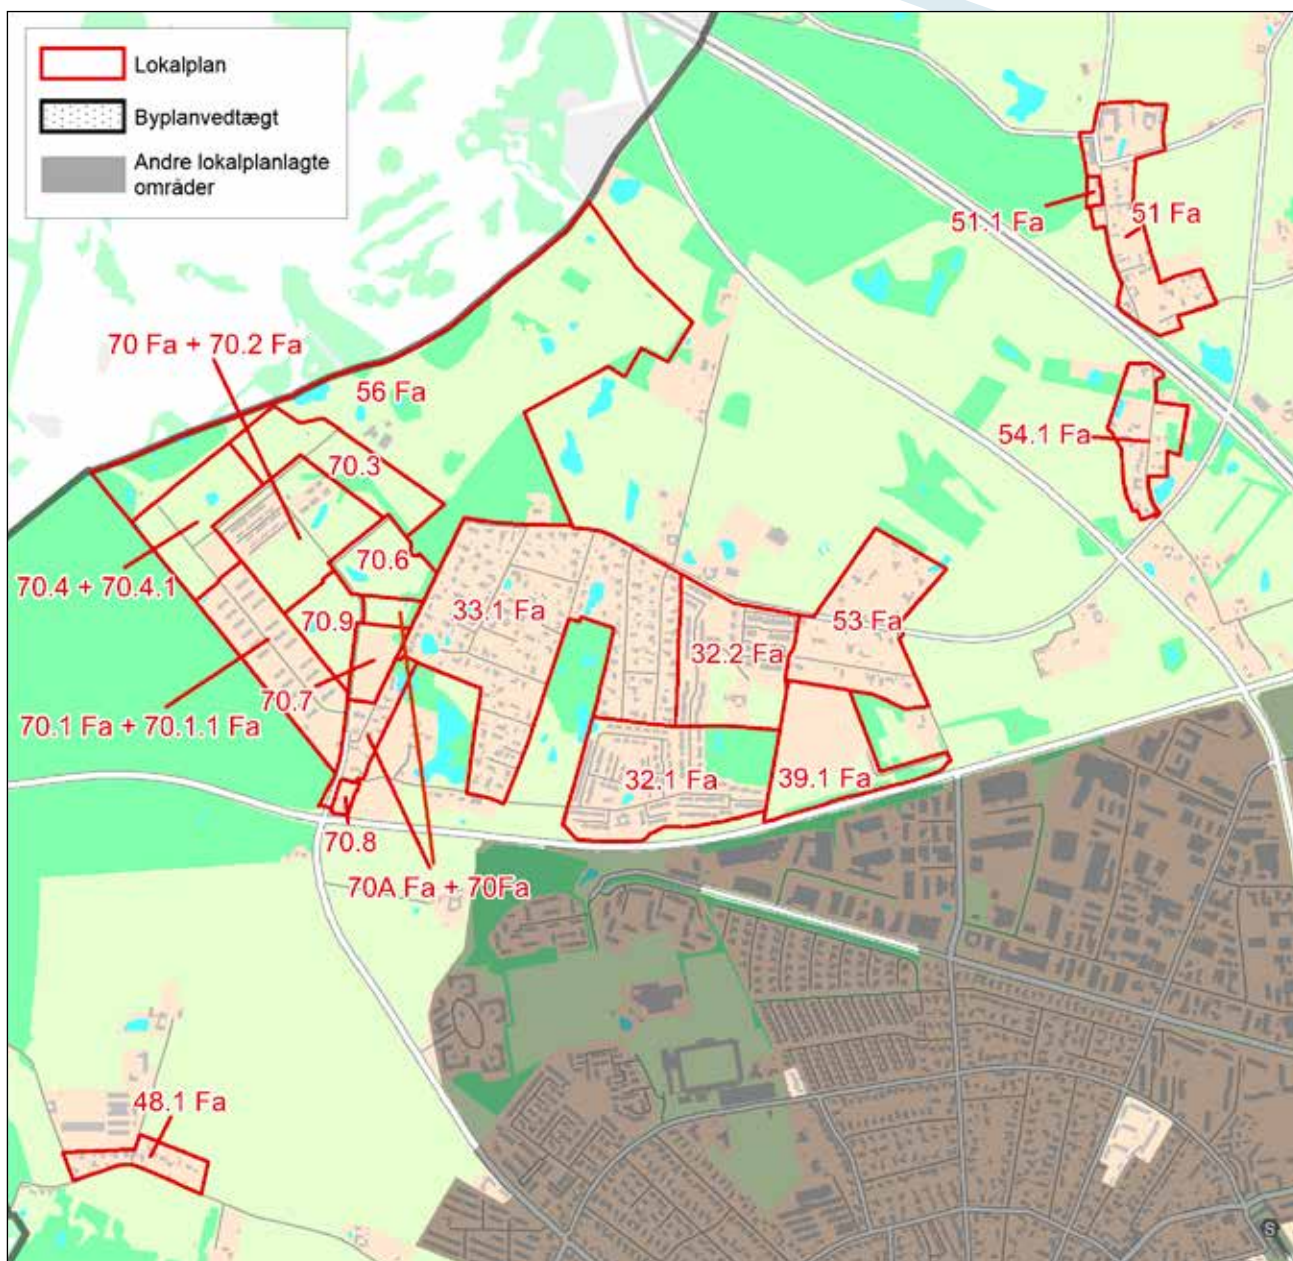 Lokalplan
Byplanvedtægt
Andre lokalplanlagte
områder
51.1 Fa
51 Fa
70 Fa + 70.2 Fa
56 Fa
54.1 Fa
70.3
70.4 + 70.4.1
70.6
33.1 Fa
70.9
53 Fa
32.2 Fa
70.7
70.1 Fa + 70.1.1 Fa
32.1 Fa
39.1 Fa
70.8
70A Fa + 70Fa
48.1 Fa
S